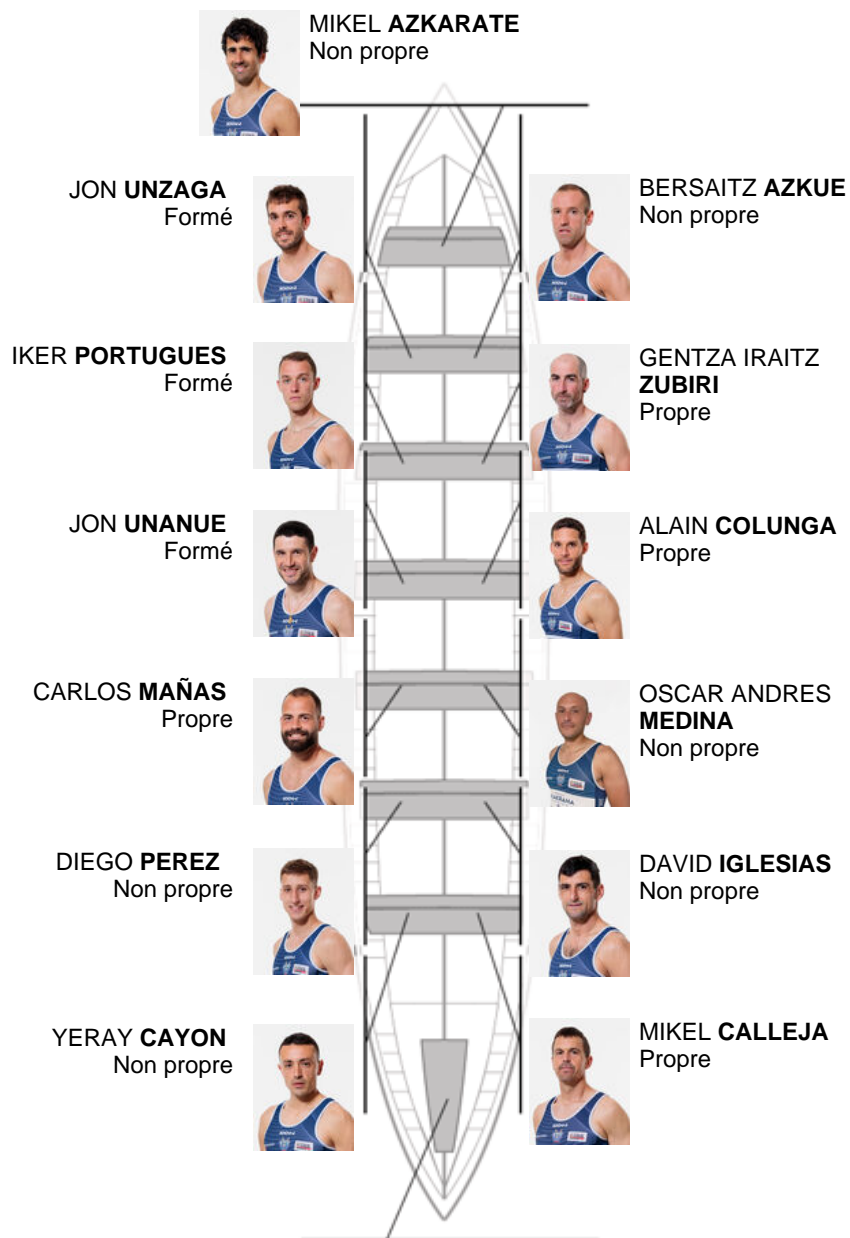 MIKEL AZKARATE
Non propre
JON UNZAGA
Formé
BERSAITZ AZKUE
Non propre
IKER PORTUGUES
Formé
GENTZA IRAITZ
ZUBIRI
Propre
JON UNANUE
Formé
ALAIN COLUNGA
Propre
CARLOS MAÑAS
Propre
OSCAR ANDRES
MEDINA
Non propre
DIEGO PEREZ
Non propre
DAVID IGLESIAS
Non propre
YERAY CAYON
Non propre
MIKEL CALLEJA
Propre